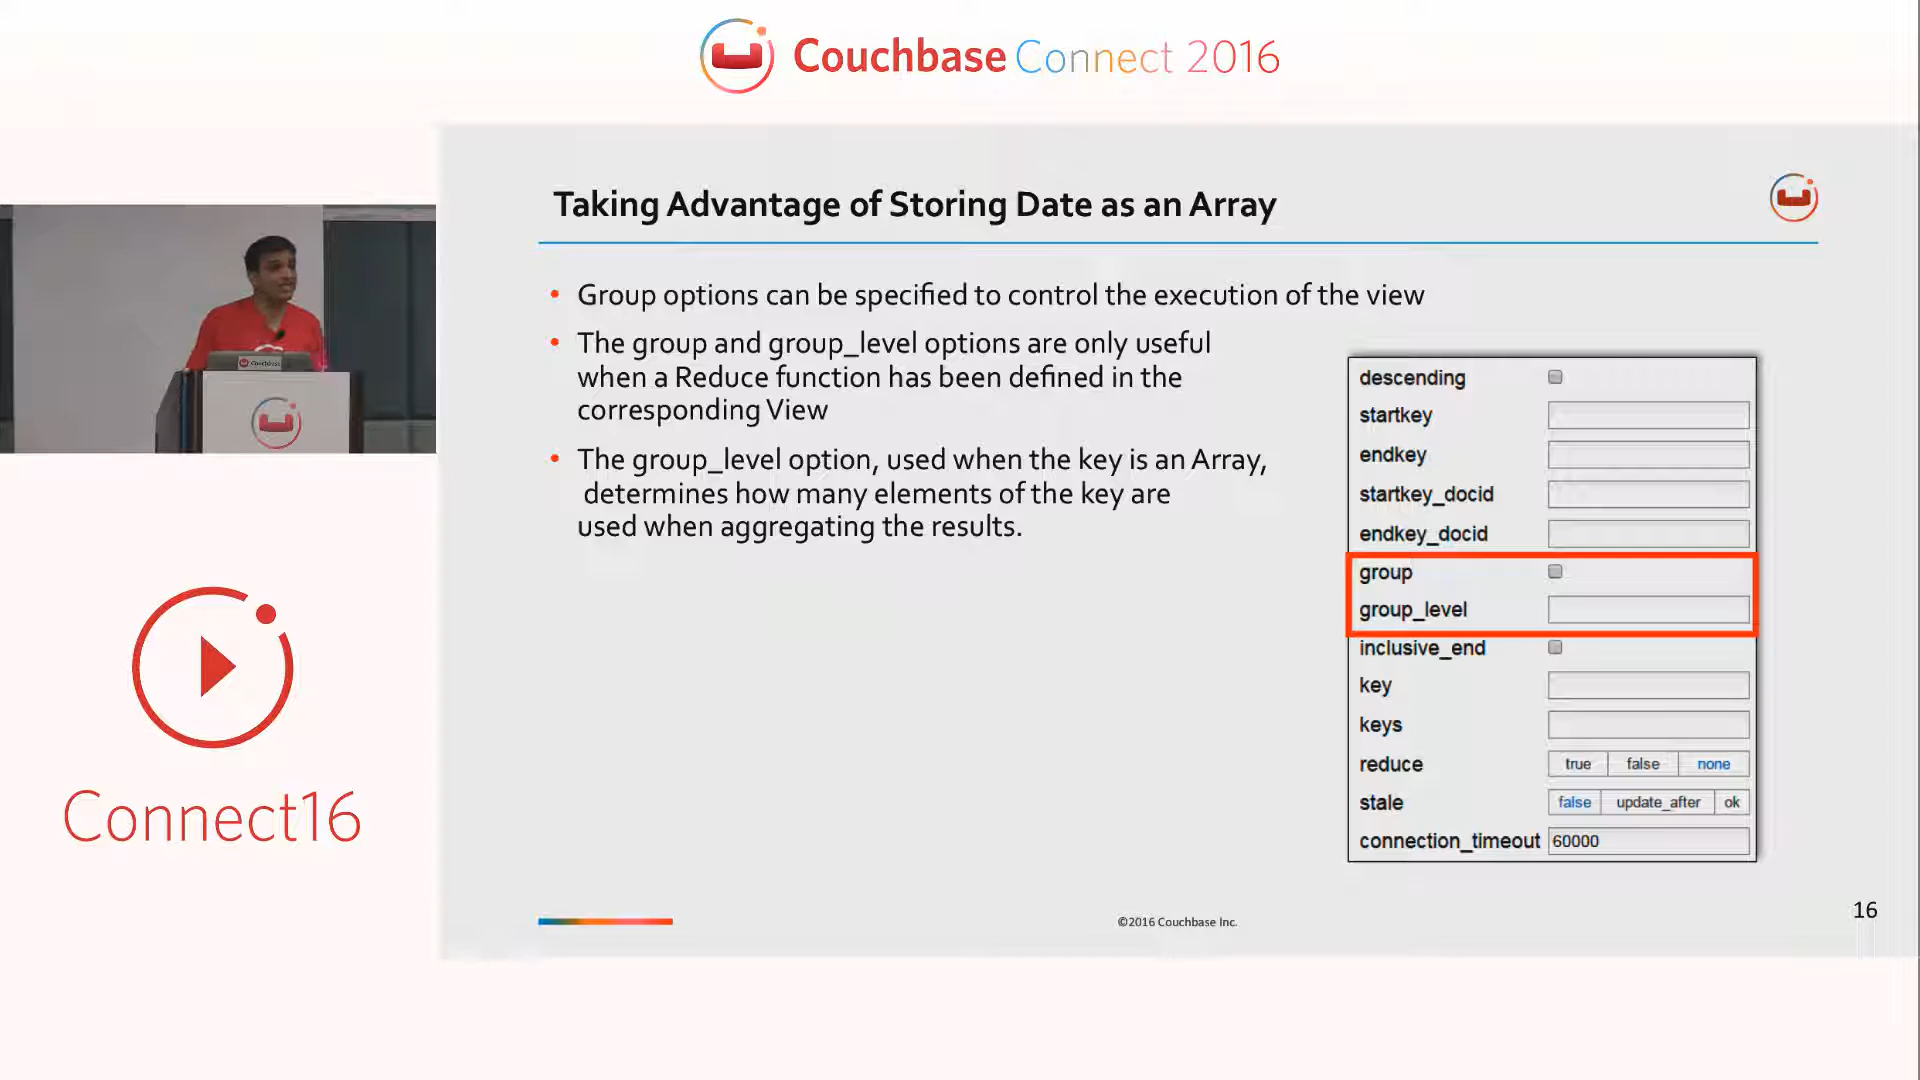 Couchbase Connect 2016
Taking Advantage of Storing Date as an Array
• Group options can be specified to control the execution of the view
• The group and group_level options are only useful
when a Reduce function has been defined in the
corresponding View
• The group_level option, used when the key is an Array,
determines how many elements of the key are
used when aggregating the results.
descending
startkey
endkey
startkey_docid
endkey_docid
group
group_level
inclusive_end
key
keys
reduce true false none
stale false update_after ok
connection_timeout 60000
Couchbase
Connect16
©2016 Couchbase Inc.
16